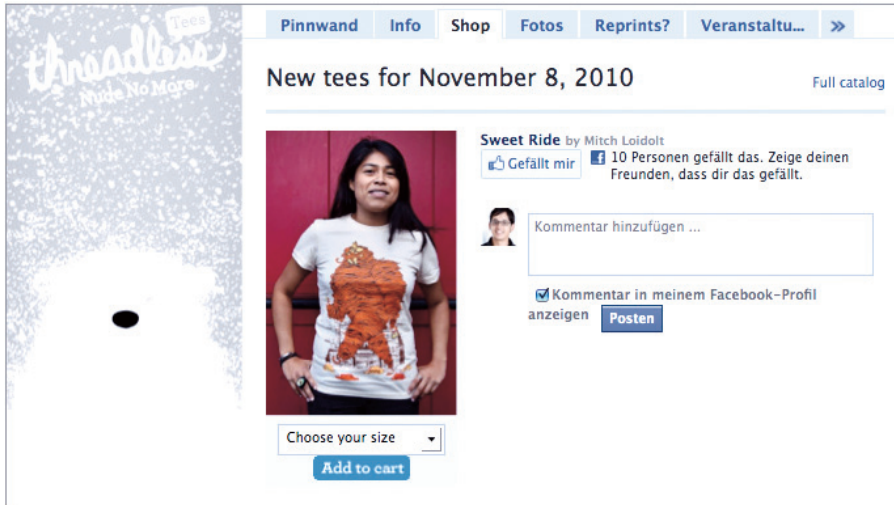 Tees
threadless
Nude No More
Pinnwand Info Shop Fotos Reprints? Veranstaltu... »
New tees for November 8, 2010
Full catalog
Sweet Ride by Mitch Loidolt
Gefällt mir
10 Personen gefällt das. Zeige deinen
Freunden, dass dir das gefällt.
Kommentar hinzufügen ...
Kommentar in meinem Facebook-Profil
anzeigen Posten
Choose your size
Add to cart